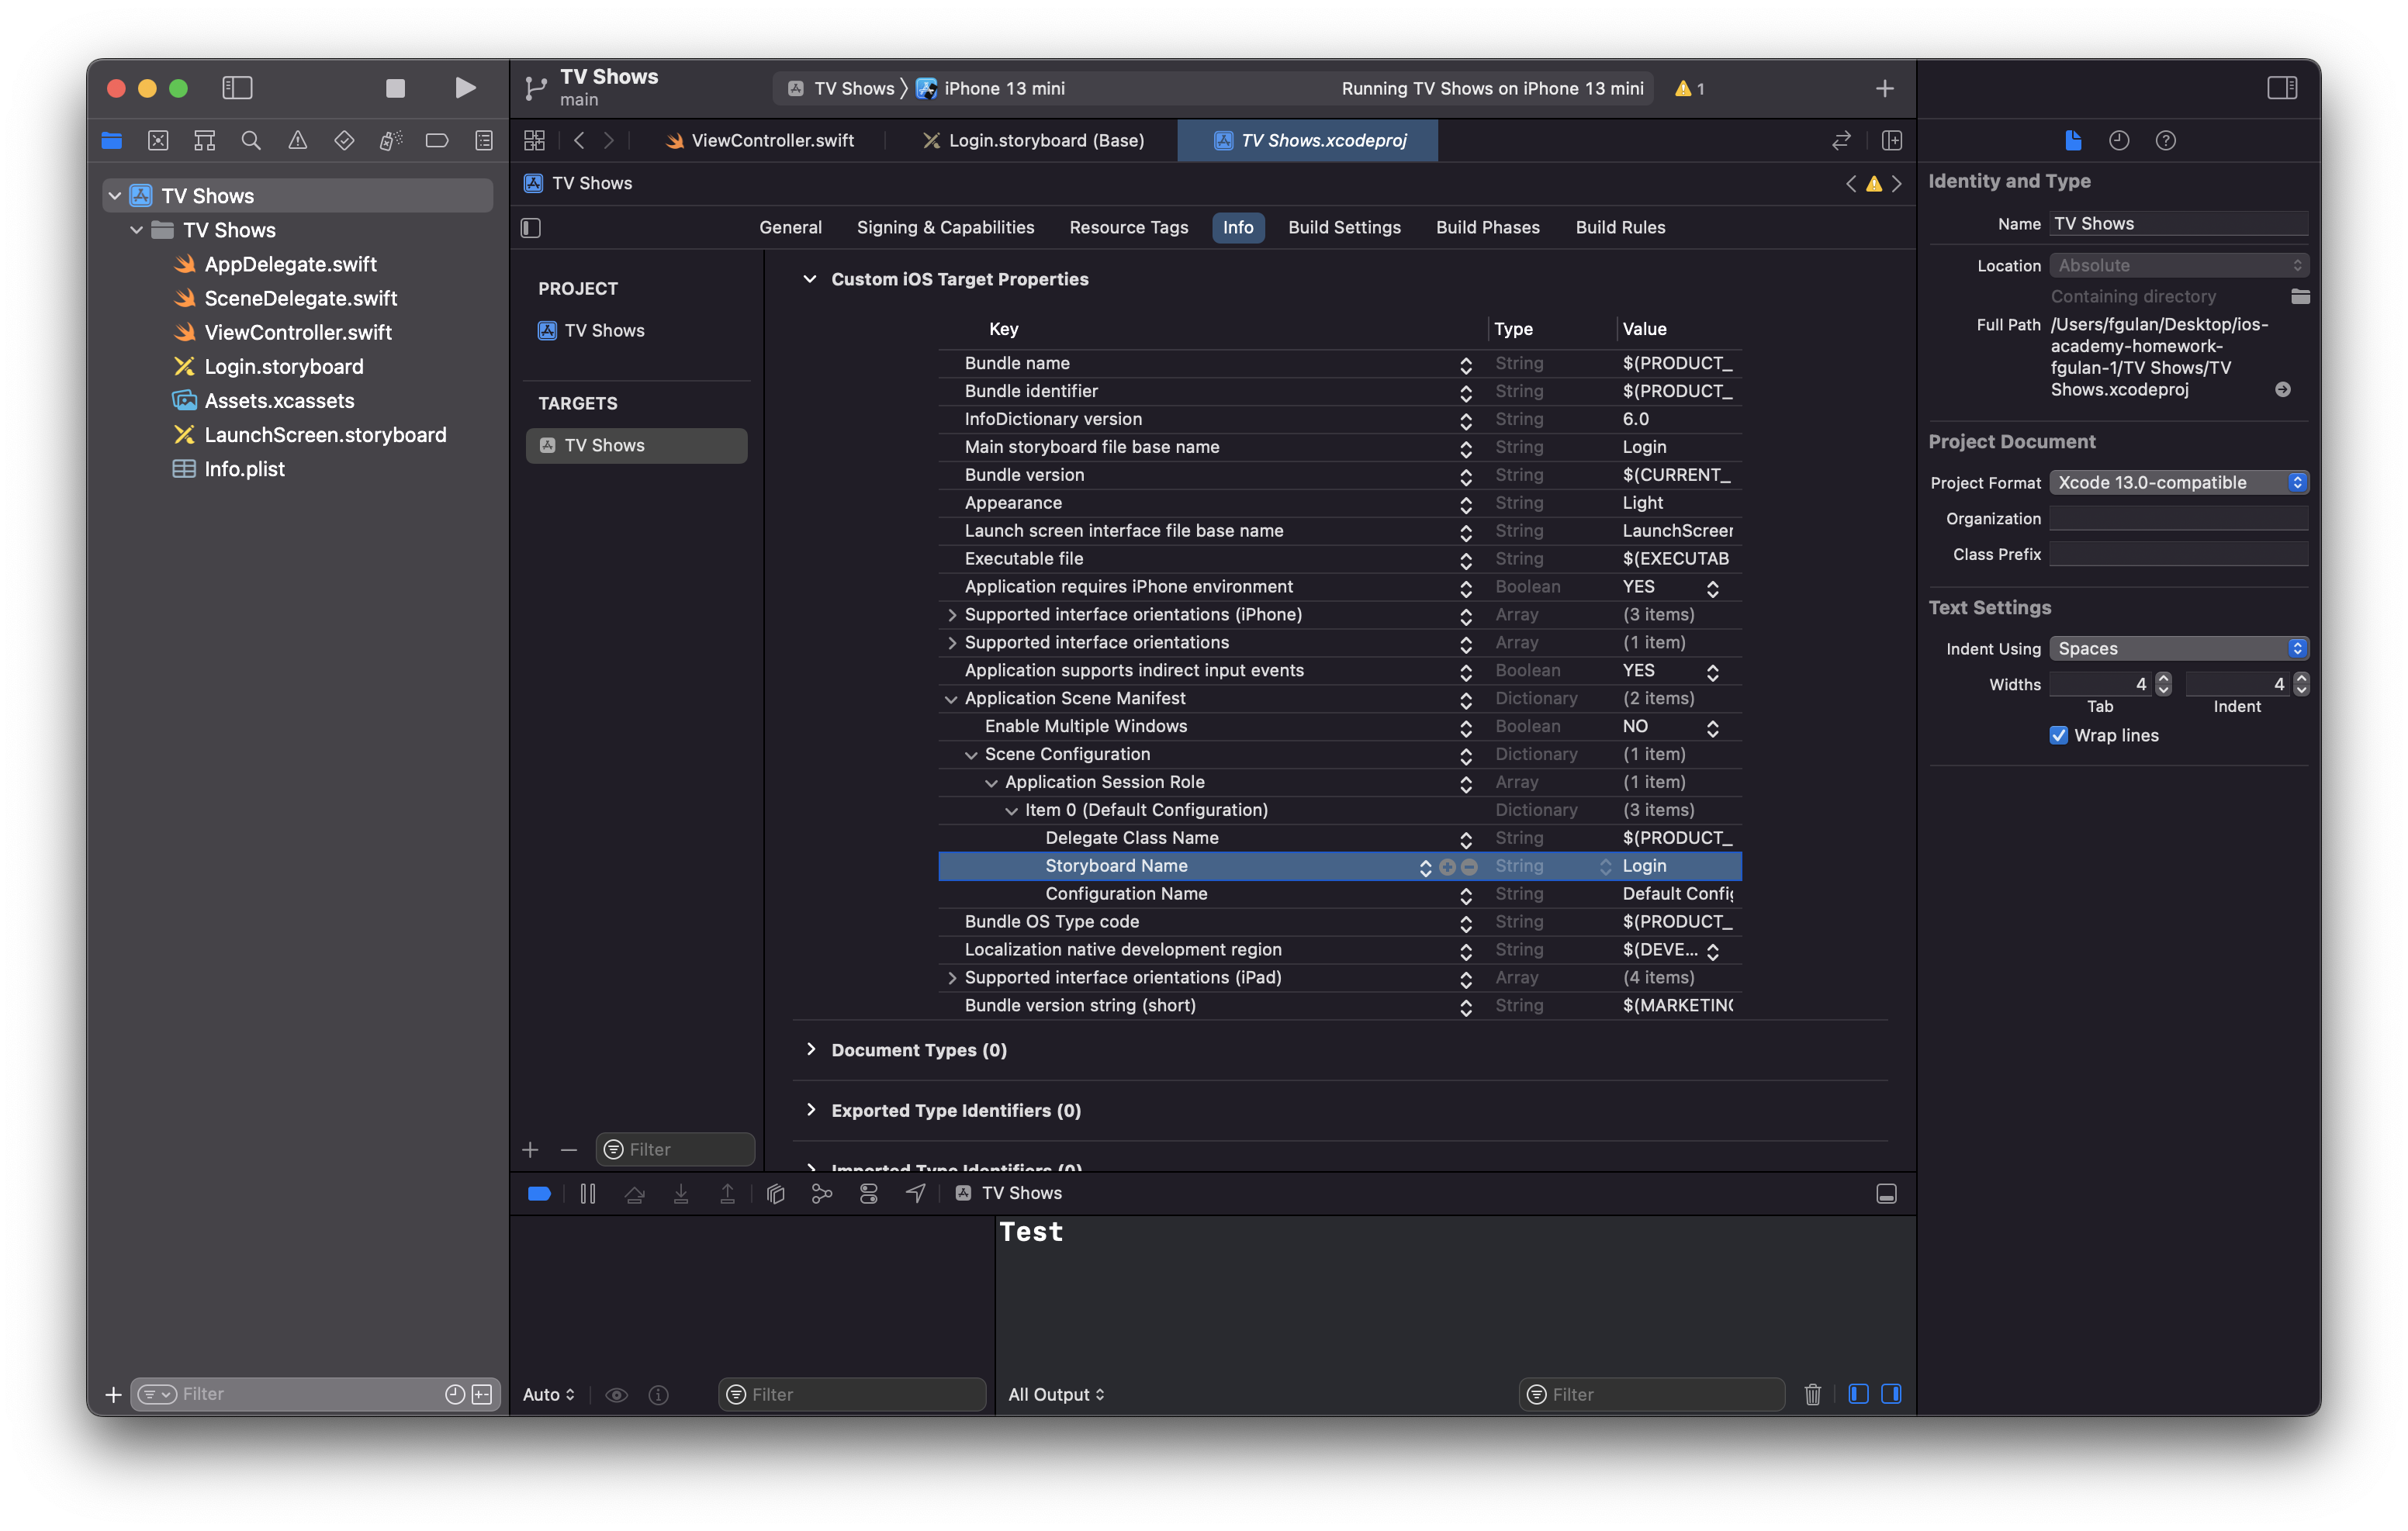 TV Shows
main
TV Shows
iPhone 13 mini
Running TV Shows on iPhone 13 mini
1
ViewController.swift
Login.storyboard (Base)
TV Shows.xcodeproj
TV Shows
TV Shows
AppDelegate.swift
SceneDelegate.swift
ViewController.swift
Login.storyboard
Assets.xcassets
LaunchScreen.storyboard
Info.plist
Filter
TV Shows
General
Signing & Capabilities
Resource Tags
Info
Build Settings
Build Phases
Build Rules
PROJECT
TV Shows
TARGETS
TV Shows
Filter
Custom iOS Target Properties
Key Type Value
Bundle name String $(PRODUCT_
Bundle identifier String $(PRODUCT_
InfoDictionary version String 6.0
Main storyboard file base name String Login
Bundle version String $(CURRENT_
Appearance String Light
Launch screen interface file base name String LaunchScreen
Executable file String $(EXECUTAB
Application requires iPhone environment Boolean YES
Supported interface orientations (iPhone) Array (3 items)
Supported interface orientations Array (1 item)
Application supports indirect input events Boolean YES
Application Scene Manifest Dictionary (2 items)
Enable Multiple Windows Boolean NO
Scene Configuration Dictionary (1 item)
Application Session Role Array (1 item)
Item 0 (Default Configuration) Dictionary (3 items)
Delegate Class Name String $(PRODUCT_
Storyboard Name String Login
Configuration Name String Default Config
Bundle OS Type code String $(PRODUCT_
Localization native development region String $(DEVE...
Supported interface orientations (iPad) Array (4 items)
Bundle version string (short) String $(MARKETING
Document Types (0)
Exported Type Identifiers (0)
Imported Type Identifiers (0)
TV Shows
Test
Auto
Filter
All Output
Filter
Identity and Type
Name TV Shows
Location Absolute
Containing directory
Full Path /Users/fgulan/Desktop/ios-
academy-homework-
fgulan-1/TV Shows/TV
Shows.xcodeproj
Project Document
Project Format Xcode 13.0-compatible
Organization
Class Prefix
Text Settings
Indent Using Spaces
Widths 4 4
Tab Indent
Wrap lines